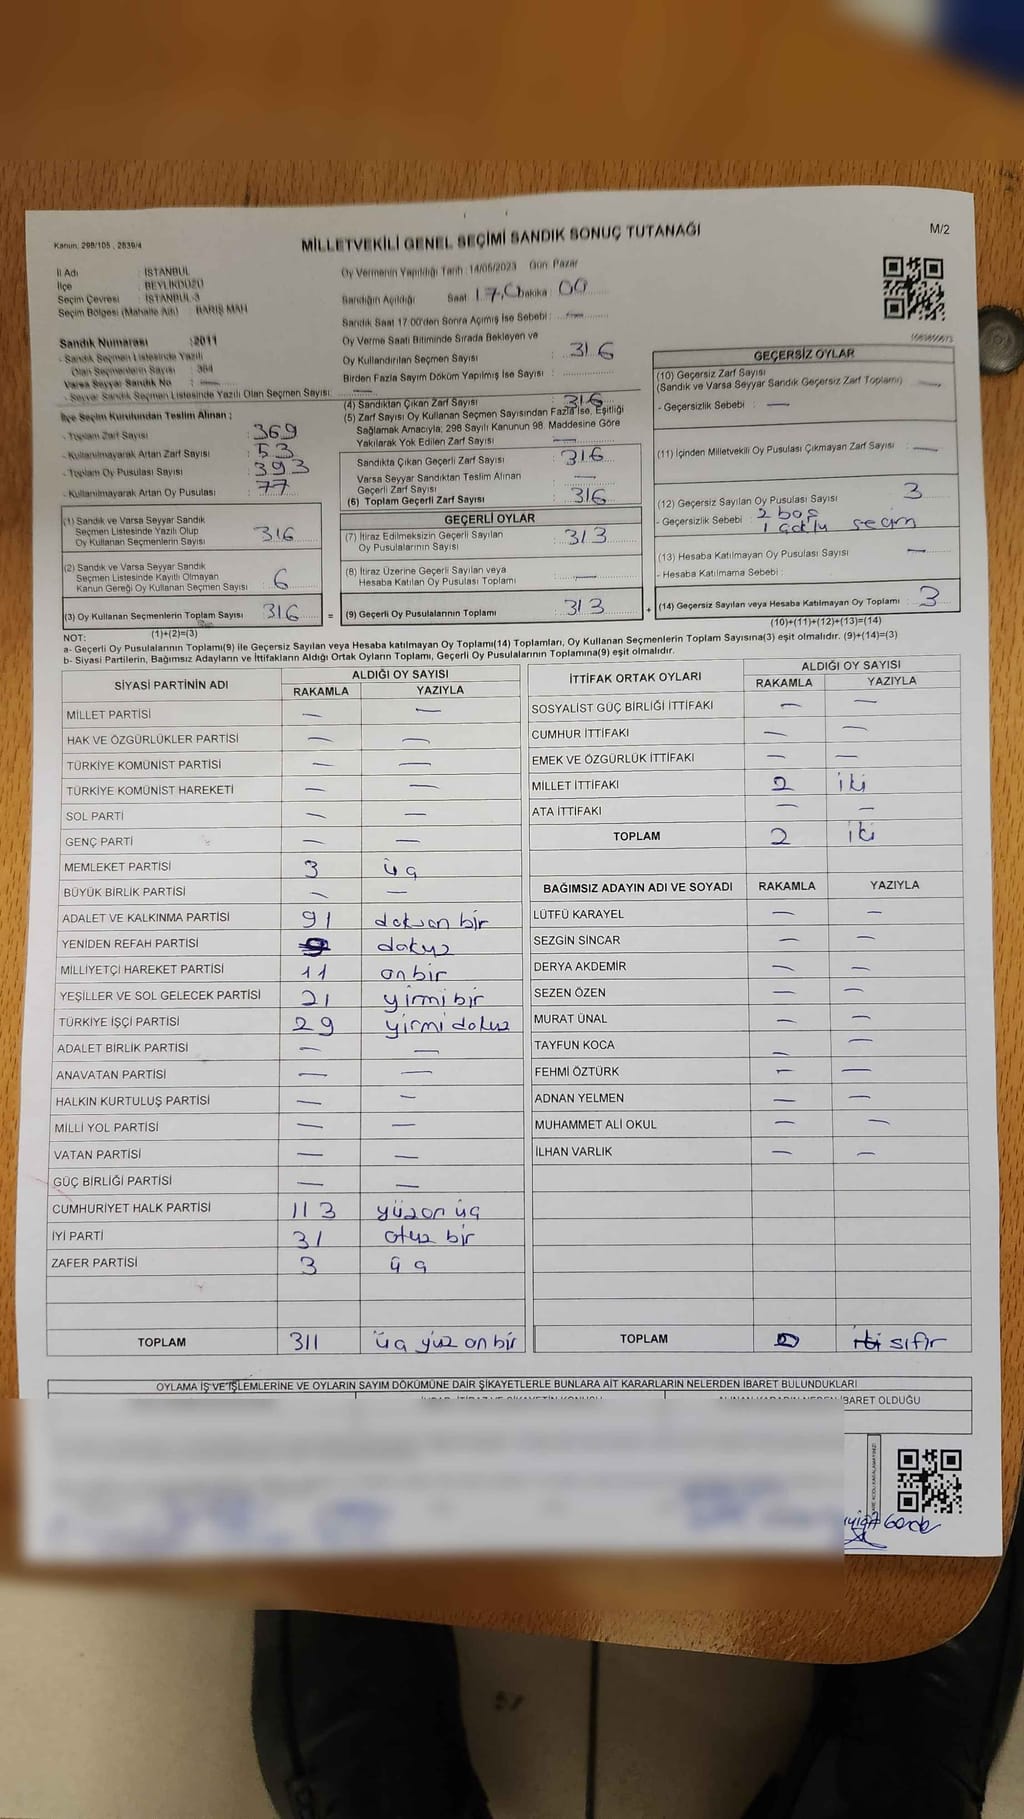 Kanun: 298/105 , 2839/4
MİLLETVEKİLİ GENEL SEÇİMİ SANDIK SONUÇ TUTANAĞI
M/2
İl Adı : İSTANBUL
İlçe : BEYLİKDÜZÜ
Seçim Çevresi : İSTANBUL-3
Seçim Bölgesi (Mahalle Adı) : BARIŞ MAH
Oy Vermenin Yapıldığı Tarih : 14/05/2023 Gün: Pazar
Sandığın Açıldığı Saat 17,00 Dakika : 00
Sandık Saat 17:00'den Sonra Açımış İse Sebebi : —
Oy Verme Saati Bitiminde Sırada Bekleyen ve
Oy Kullandırılan Seçmen Sayısı : 316
Birden Fazla Sayım Döküm Yapılmış İse Sayısı :
Sandık Numarası : 2011
- Sandık Seçmen Listesinde Yazılı
Olan Seçmenlerin Sayısı : 364
Varsa Seyyar Sandık No : —
- Seyyar Sandık Seçmen Listesinde Yazılı Olan Seçmen Sayısı: —
İlçe Seçim Kurulundan Teslim Alınan ;
- Toplam Zarf Sayısı : 369
- Kullanılmayarak Artan Zarf Sayısı : 53
- Toplam Oy Pusulası Sayısı : 393
- Kullanılmayarak Artan Oy Pusulası : 77
(1) Sandık ve Varsa Seyyar Sandık
Seçmen Listesinde Yazılı Olup
Oy Kullanan Seçmenlerin Sayısı 316
(2) Sandık ve Varsa Seyyar Sandık
Seçmen Listesinde Kayıtlı Olmayan
Kanun Gereği Oy Kullanan Seçmen Sayısı 6
(3) Oy Kullanan Seçmenlerin Toplam Sayısı 316 =
(1)+(2)=(3)
(4) Sandıktan Çıkan Zarf Sayısı : 316
(5) Zarf Sayısı Oy Kullanan Seçmen Sayısından Fazla İse, Eşitliği
Sağlamak Amacıyla; 298 Sayılı Kanunun 98. Maddesine Göre
Yakılarak Yok Edilen Zarf Sayısı : —
Sandıkta Çıkan Geçerli Zarf Sayısı : 316
Varsa Seyyar Sandıktan Teslim Alınan
Geçerli Zarf Sayısı : —
(6) Toplam Geçerli Zarf Sayısı : 316
GEÇERLİ OYLAR
(7) İtiraz Edilmeksizin Geçerli Sayılan
Oy Pusulalarının Sayısı : 313
(8) İtiraz Üzerine Geçerli Sayılan veya
Hesaba Katılan Oy Pusulası Toplamı : —
(9) Geçerli Oy Pusulalarının Toplamı : 313 +
GEÇERSİZ OYLAR
(10) Geçersiz Zarf Sayısı
(Sandık ve Varsa Seyyar Sandık Geçersiz Zarf Toplamı) : —
- Geçersizlik Sebebi : —
(11) İçinden Milletvekili Oy Pusulası Çıkmayan Zarf Sayısı : —
(12) Geçersiz Sayılan Oy Pusulası Sayısı : 3
2 boş
- Geçersizlik Sebebi : 1 çoklu seçim
(13) Hesaba Katılmayan Oy Pusulası Sayısı : —
- Hesaba Katılmama Sebebi :
(14) Geçersiz Sayılan veya Hesaba Katılmayan Oy Toplamı : 3
(10)+(11)+(12)+(13)=(14)
NOT:
a- Geçerli Oy Pusulalarının Toplamı(9) ile Geçersiz Sayılan veya Hesaba katılmayan Oy Toplamı(14) Toplamları, Oy Kullanan Seçmenlerin Toplam Sayısına(3) eşit olmalıdır. (9)+(14)=(3)
b- Siyasi Partilerin, Bağımsız Adayların ve İttifakların Aldığı Ortak Oyların Toplamı, Geçerli Oy Pusulalarının Toplamına(9) eşit olmalıdır.
SİYASİ PARTİNİN ADI ALDIĞI OY SAYISI
RAKAMLA YAZIYLA
MİLLET PARTİSİ — —
HAK VE ÖZGÜRLÜKLER PARTİSİ — —
TÜRKİYE KOMÜNİST PARTİSİ — —
TÜRKİYE KOMÜNİST HAREKETİ — —
SOL PARTİ — —
GENÇ PARTİ — —
MEMLEKET PARTİSİ 3 üç
BÜYÜK BİRLİK PARTİSİ — —
ADALET VE KALKINMA PARTİSİ 91 doksan bir
YENİDEN REFAH PARTİSİ 9 dokuz
MİLLİYETÇİ HAREKET PARTİSİ 11 on bir
YEŞİLLER VE SOL GELECEK PARTİSİ 21 yirmi bir
TÜRKİYE İŞÇİ PARTİSİ 29 yirmi dokuz
ADALET BİRLİK PARTİSİ — —
ANAVATAN PARTİSİ — —
HALKIN KURTULUŞ PARTİSİ — —
MİLLİ YOL PARTİSİ — —
VATAN PARTİSİ — —
GÜÇ BİRLİĞİ PARTİSİ — —
CUMHURİYET HALK PARTİSİ 113 yüz on üç
İYİ PARTİ 31 otuz bir
ZAFER PARTİSİ 3 üç
TOPLAM 311 üç yüz on bir
İTTİFAK ORTAK OYLARI ALDIĞI OY SAYISI
RAKAMLA YAZIYLA
SOSYALİST GÜÇ BİRLİĞİ İTTİFAKI — —
CUMHUR İTTİFAKI — —
EMEK VE ÖZGÜRLÜK İTTİFAKI — —
MİLLET İTTİFAKI 2 iki
ATA İTTİFAKI — —
TOPLAM 2 iki
BAĞIMSIZ ADAYIN ADI VE SOYADI RAKAMLA YAZIYLA
LÜTFÜ KARAYEL — —
SEZGİN SİNCAR — —
DERYA AKDEMİR — —
SEZEN ÖZEN — —
MURAT ÜNAL — —
TAYFUN KOCA — —
FEHMİ ÖZTÜRK — —
ADNAN YELMEN — —
MUHAMMET ALİ OKUL — —
İLHAN VARLIK — —
TOPLAM 0 iki sıfır
OYLAMA İŞ VE İŞLEMLERİNE VE OYLARIN SAYIM DÖKÜMÜNE DAİR ŞİKAYETLERLE BUNLARA AİT KARARLARIN NELERDEN İBARET BULUNDUKLARI
İBARET OLDUĞU